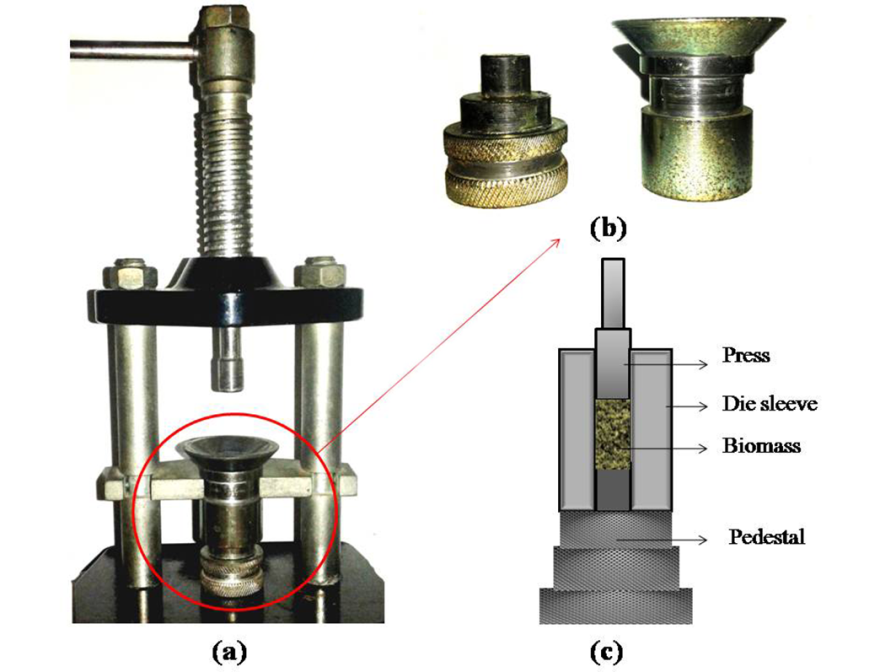 (b)
Press
Die sleeve
Biomass
Pedestal
(a)
(c)